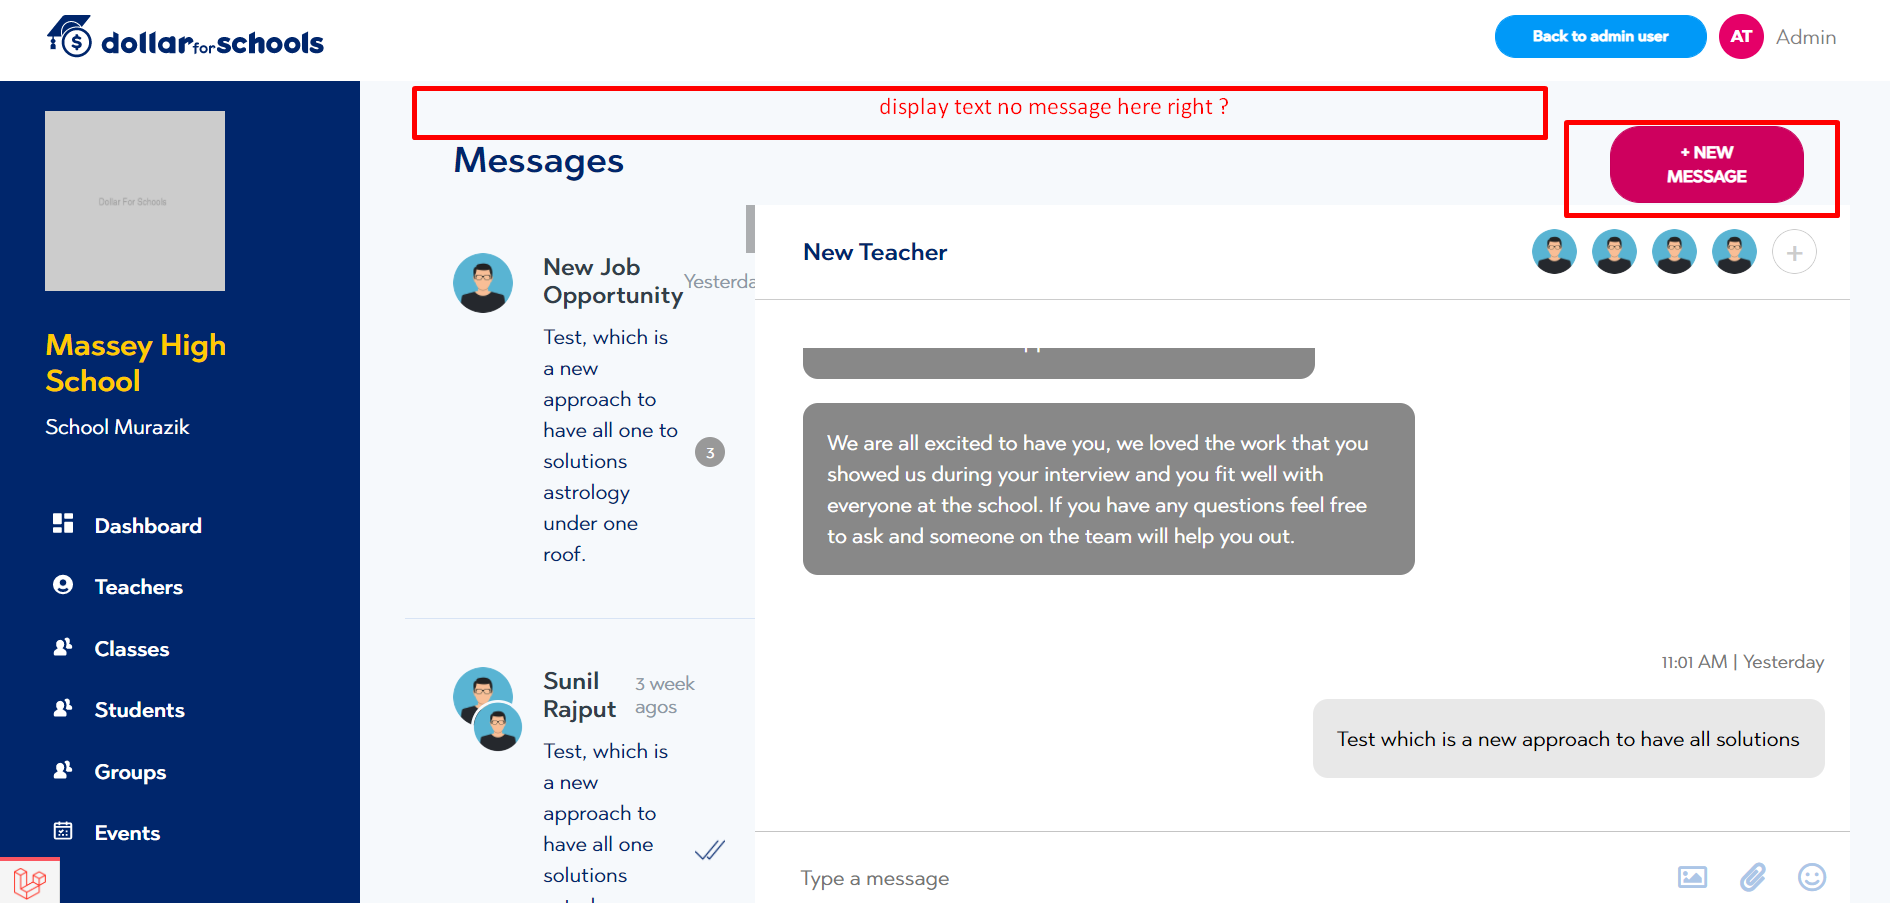 dollarforschools
Back to admin user
AT
Admin
display text no message here right ?
Dollar For Schools
Massey High
School
School Murazik
Dashboard
Teachers
Classes
Students
Groups
Events
Messages
+ NEW
MESSAGE
New Job
Opportunity
Yesterda
Test, which is
a new
approach to
have all one to
solutions
astrology
under one
roof.
3
Sunil
Rajput
3 week
agos
Test, which is
a new
approach to
have all one
solutions
New Teacher
+
We are all excited to have you, we loved the work that you
showed us during your interview and you fit well with
everyone at the school. If you have any questions feel free
to ask and someone on the team will help you out.
11:01 AM | Yesterday
Test which is a new approach to have all solutions
Type a message